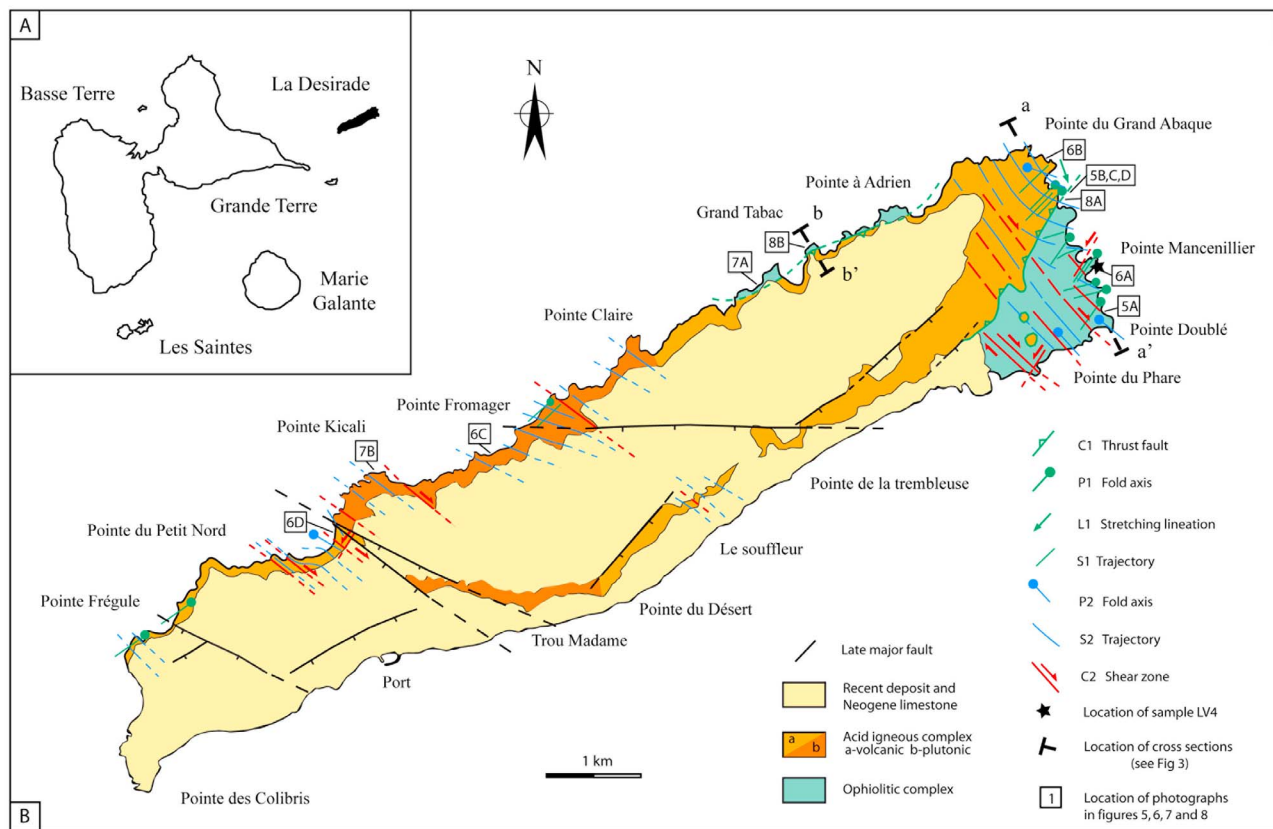 A
Basse Terre
La Desirade
Grande Terre
Marie
Galante
Les Saintes
N
a
Pointe du Grand Abaque
6B
5B,C,D
8A
Pointe à Adrien
Grand Tabac
b
8B
b'
7A
Pointe Mancenillier
6A
5A
Pointe Doublé
a'
Pointe du Phare
Pointe Claire
Pointe Fromager
6C
Pointe Kicali
7B
Pointe du Petit Nord
6D
Pointe Frégule
Pointe de la trembleuse
Le souffleur
Pointe du Désert
Trou Madame
Port
Pointe des Colibris
1 km
Late major fault
Recent deposit and
Neogene limestone
a
b
Acid igneous complex
a-volcanic b-plutonic
Ophiolitic complex
C1 Thrust fault
P1 Fold axis
L1 Stretching lineation
S1 Trajectory
P2 Fold axis
S2 Trajectory
C2 Shear zone
Location of sample LV4
Location of cross sections
(see Fig 3)
1
Location of photographs
in figures 5, 6, 7 and 8
B